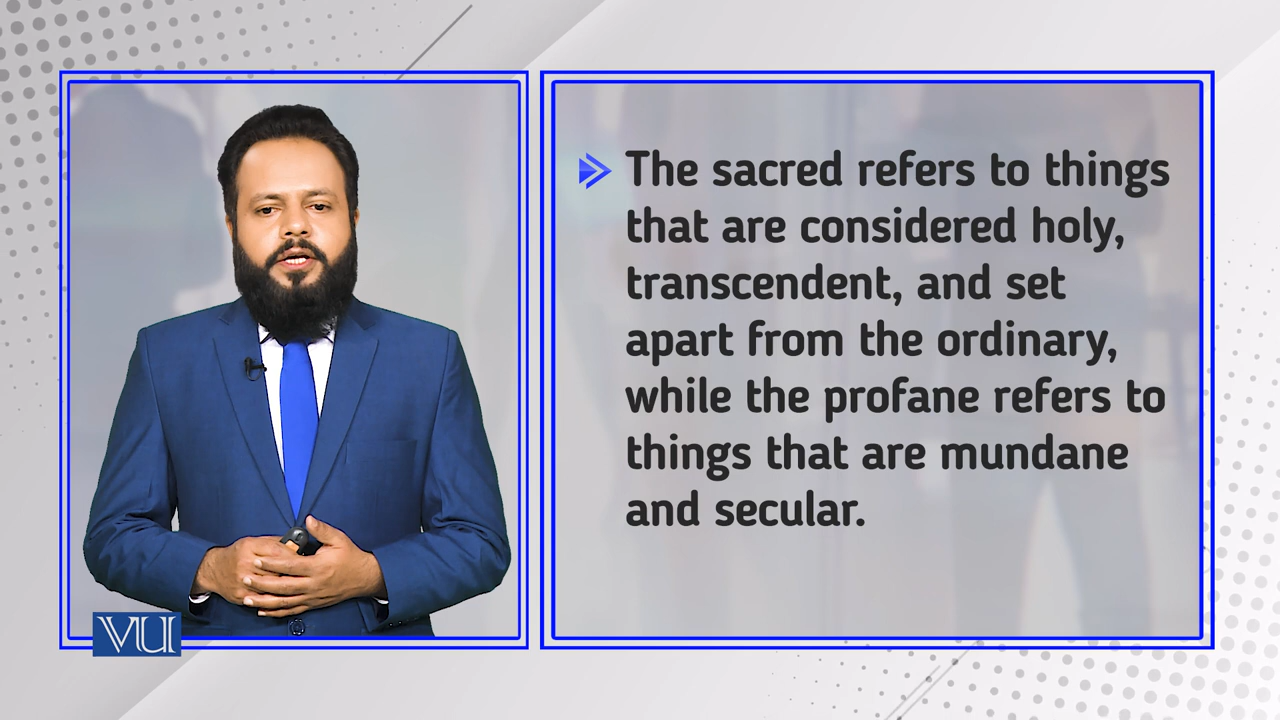 The sacred refers to things
that are considered holy,
transcendent, and set
apart from the ordinary,
while the profane refers to
things that are mundane
and secular.
VU